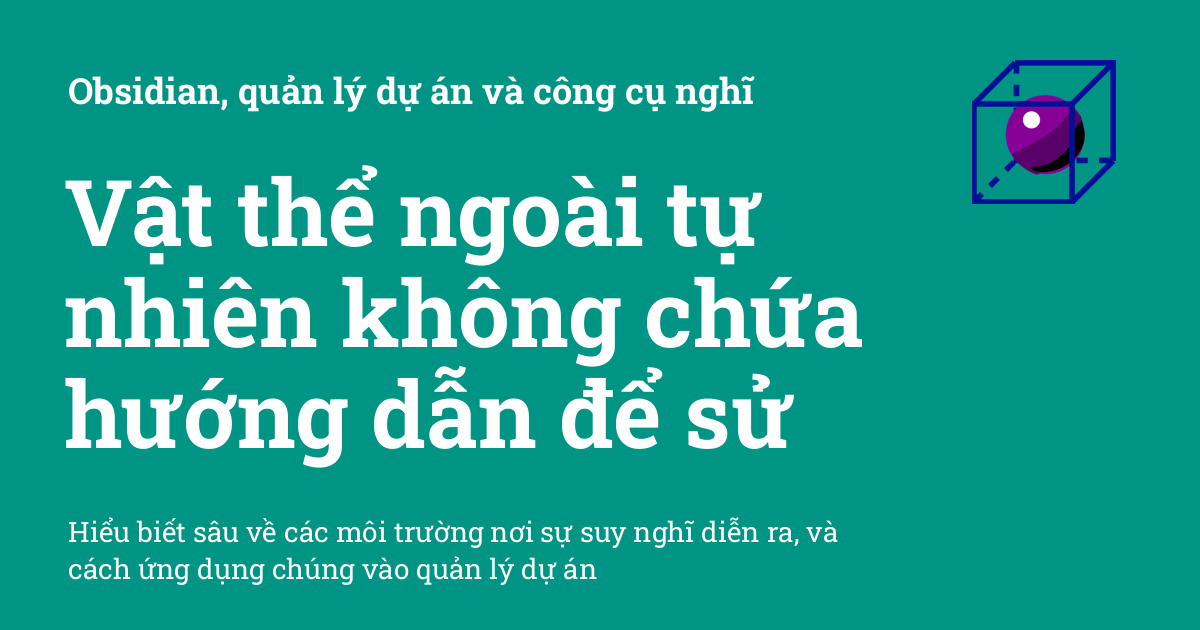 Obsidian, quản lý dự án và công cụ nghĩ
Vật thể ngoài tự
nhiên không chứa
hướng dẫn để sử
Hiểu biết sâu về các môi trường nơi sự suy nghĩ diễn ra, và
cách ứng dụng chúng vào quản lý dự án